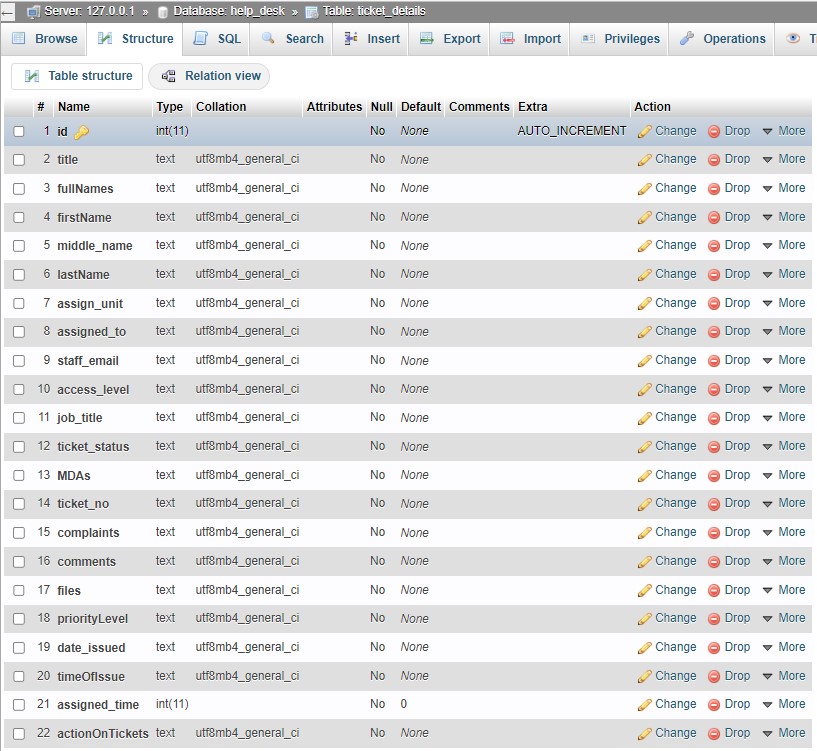 Server: 127.0.0.1 » Database: help_desk » Table: ticket_details
Browse Structure SQL Search Insert Export Import Privileges Operations
Table structure Relation view
# Name Type Collation Attributes Null Default Comments Extra Action
1 id int(11) No None AUTO_INCREMENT Change Drop More
2 title text utf8mb4_general_ci No None Change Drop More
3 fullNames text utf8mb4_general_ci No None Change Drop More
4 firstName text utf8mb4_general_ci No None Change Drop More
5 middle_name text utf8mb4_general_ci No None Change Drop More
6 lastName text utf8mb4_general_ci No None Change Drop More
7 assign_unit text utf8mb4_general_ci No None Change Drop More
8 assigned_to text utf8mb4_general_ci No None Change Drop More
9 staff_email text utf8mb4_general_ci No None Change Drop More
10 access_level text utf8mb4_general_ci No None Change Drop More
11 job_title text utf8mb4_general_ci No None Change Drop More
12 ticket_status text utf8mb4_general_ci No None Change Drop More
13 MDAs text utf8mb4_general_ci No None Change Drop More
14 ticket_no text utf8mb4_general_ci No None Change Drop More
15 complaints text utf8mb4_general_ci No None Change Drop More
16 comments text utf8mb4_general_ci No None Change Drop More
17 files text utf8mb4_general_ci No None Change Drop More
18 priorityLevel text utf8mb4_general_ci No None Change Drop More
19 date_issued text utf8mb4_general_ci No None Change Drop More
20 timeOfIssue text utf8mb4_general_ci No None Change Drop More
21 assigned_time int(11) No 0 Change Drop More
22 actionOnTickets text utf8mb4_general_ci No None Change Drop More